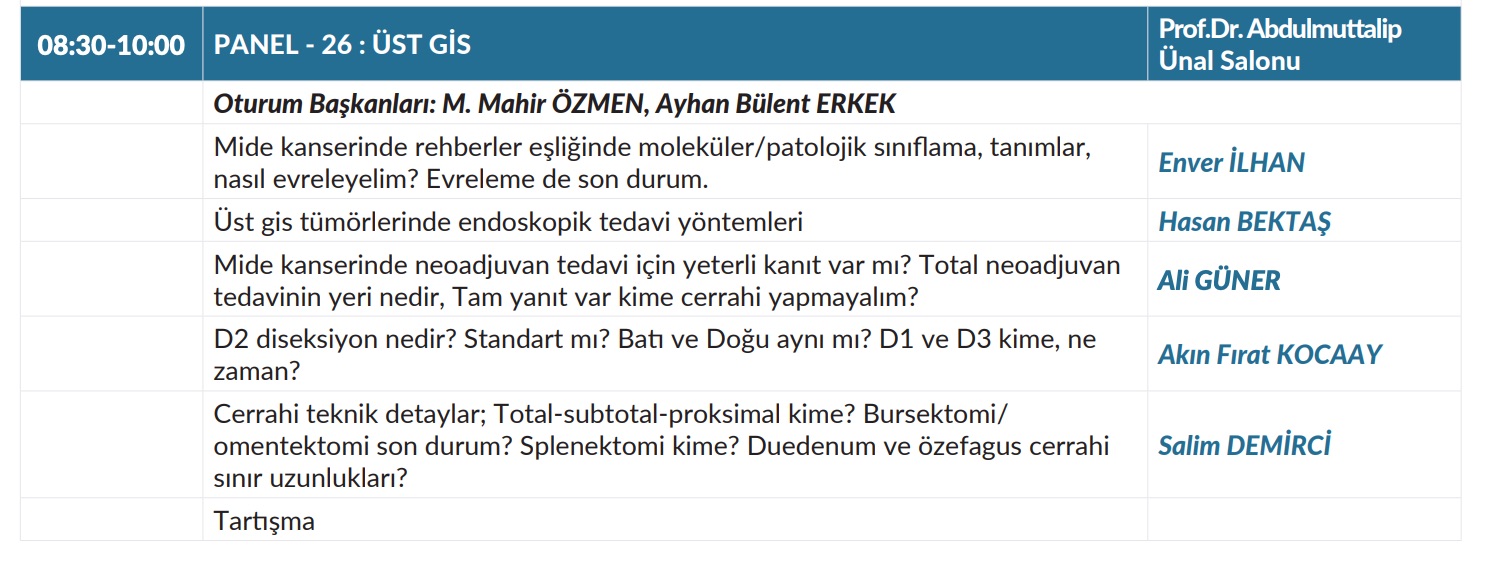 08:30-10:00 PANEL - 26 : ÜST GİS Prof.Dr. Abdulmuttalip
Ünal Salonu
Oturum Başkanları: M. Mahir ÖZMEN, Ayhan Bülent ERKEK
Mide kanserinde rehberler eşliğinde moleküler/patolojik sınıflama, tanımlar,
nasıl evreleyelim? Evreleme de son durum.
Enver İLHAN
Üst gis tümörlerinde endoskopik tedavi yöntemleri
Hasan BEKTAŞ
Mide kanserinde neoadjuvan tedavi için yeterli kanıt var mı? Total neoadjuvan
tedavinin yeri nedir, Tam yanıt var kime cerrahi yapmayalım?
Ali GÜNER
D2 diseksiyon nedir? Standart mı? Batı ve Doğu aynı mı? D1 ve D3 kime, ne
zaman?
Akın Fırat KOCAAY
Cerrahi teknik detaylar; Total-subtotal-proksimal kime? Bursektomi/
omentektomi son durum? Splenektomi kime? Duedenum ve özefagus cerrahi
sınır uzunlukları?
Salim DEMİRCİ
Tartışma